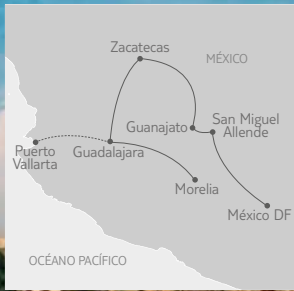 Zacatecas
MÉXICO
Guanajato
San Miguel
Allende
Puerto
Vallarta
Guadalajara
Morelia
México DF
OCÉANO PACÍFICO